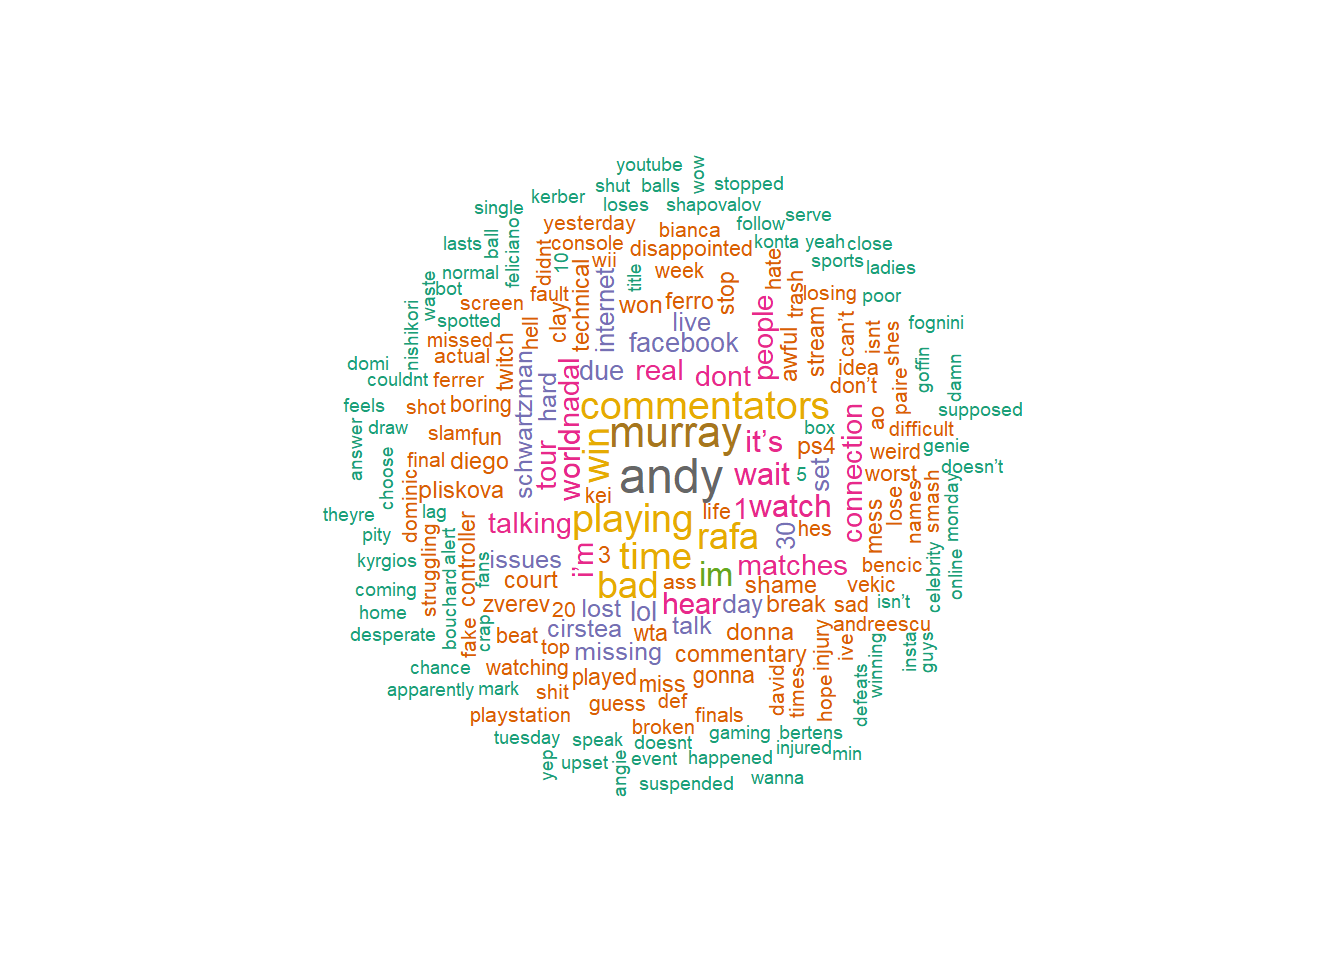 youtube
wow
shut
balls
stopped
kerber
loses
shapovalov
single
feliciano
yesterday
bianca
follow
serve
lasts
ball
didnt
console
disappointed
konta
yeah
close
10
wii
normal
technical
internet
title
week
hate
sports
ladies
waste
bot
screen
fault
won
ferro
stop
trash
losing
poor
nishikori
spotted
hell
clay
live
people
awful
stream
can’t
isnt
shes
fognini
missed
actual
twitch
facebook
domi
couldnt
ferrer
schwartzman
hard
worldnadal
due
real
dont
idea
don’t
paire
goffin
damn
feels
shot
boring
commentators
ao
supposed
answer
draw
slam
fun
win
murray
it’s
box
ps4
connection
difficult
weird
genie
final
diego
tour
andy
wait
5
set
worst
doesn’t
choose
pliskova
kei
names
smash
monday
theyre
dominic
lag
talking
playing
life
1watch
mess
lose
pity
struggling
controller
rafa
30
hes
kyrgios
alert
fans
issues
i’m
3
time
matches
bencic
celebrity
online
coming
court
bad
ass
im
shame
vekic
home
bouchard
zverev
20
lost
lol
hear
day
break
sad
isn’t
desperate
fake
crap
beat
cirstea
wta
talk
donna
andreescu
chance
top
watching
missing
commentary
injury
ive
winning
insta
guys
apparently
mark
shit
played
miss
gonna
david
times
hope
defeats
playstation
guess
def
finals
broken
tuesday
speak
doesnt
gaming
bertens
yep
upset
angie
event
happened
injured
min
suspended
wanna